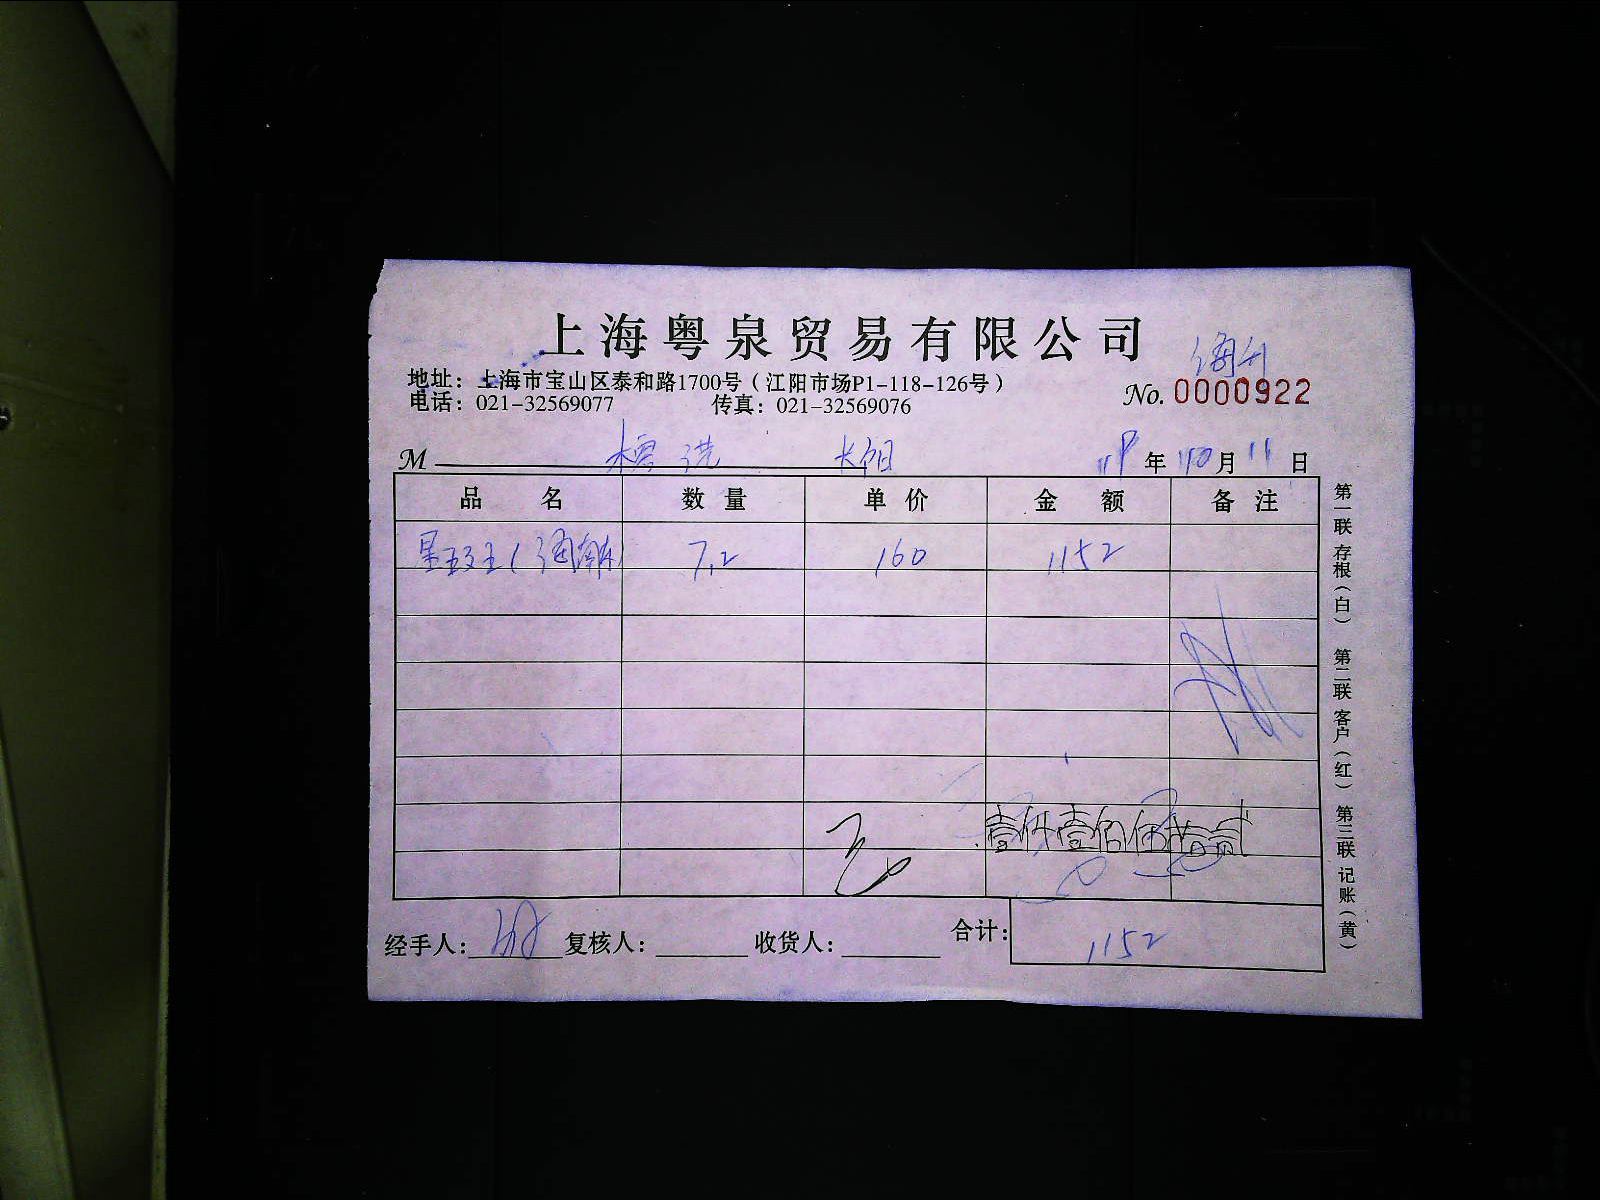 上海粤泉贸易有限公司
地址：上海市宝山区泰和路1700号（江阳市场P1-118-126号）
No. 0000922
电话：021-32569077 传真：021-32569076
M 年 10 月 11 日
品名 数量 单价 金额 备注
7.2 160 1152
壹仟壹佰伍拾贰
经手人： 复核人： 收货人： 合计： 1152
第一联 存根（白） 第二联 客户（红） 第三联 记账（黄）